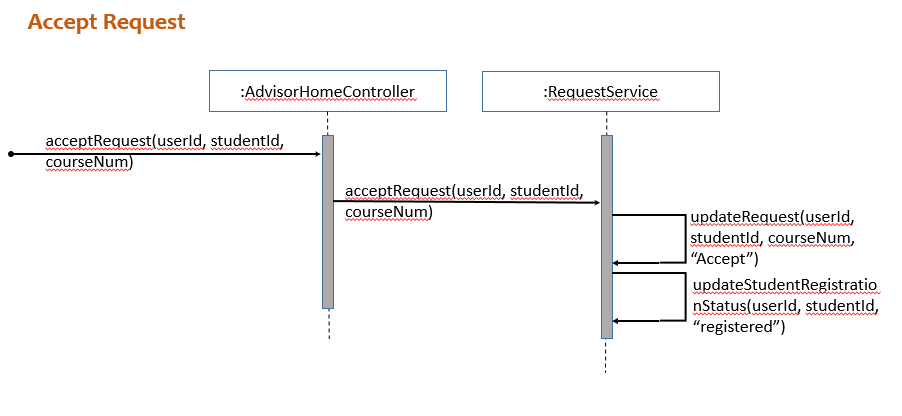 Accept Request
:AdvisorHomeController
:RequestService
acceptRequest(userId, studentId,
courseNum)
acceptRequest(userId, studentId,
courseNum)
updateRequest(userId,
studentId, courseNum,
“Accept”)
updateStudentRegistratio
nStatus(userId, studentId,
“registered”)